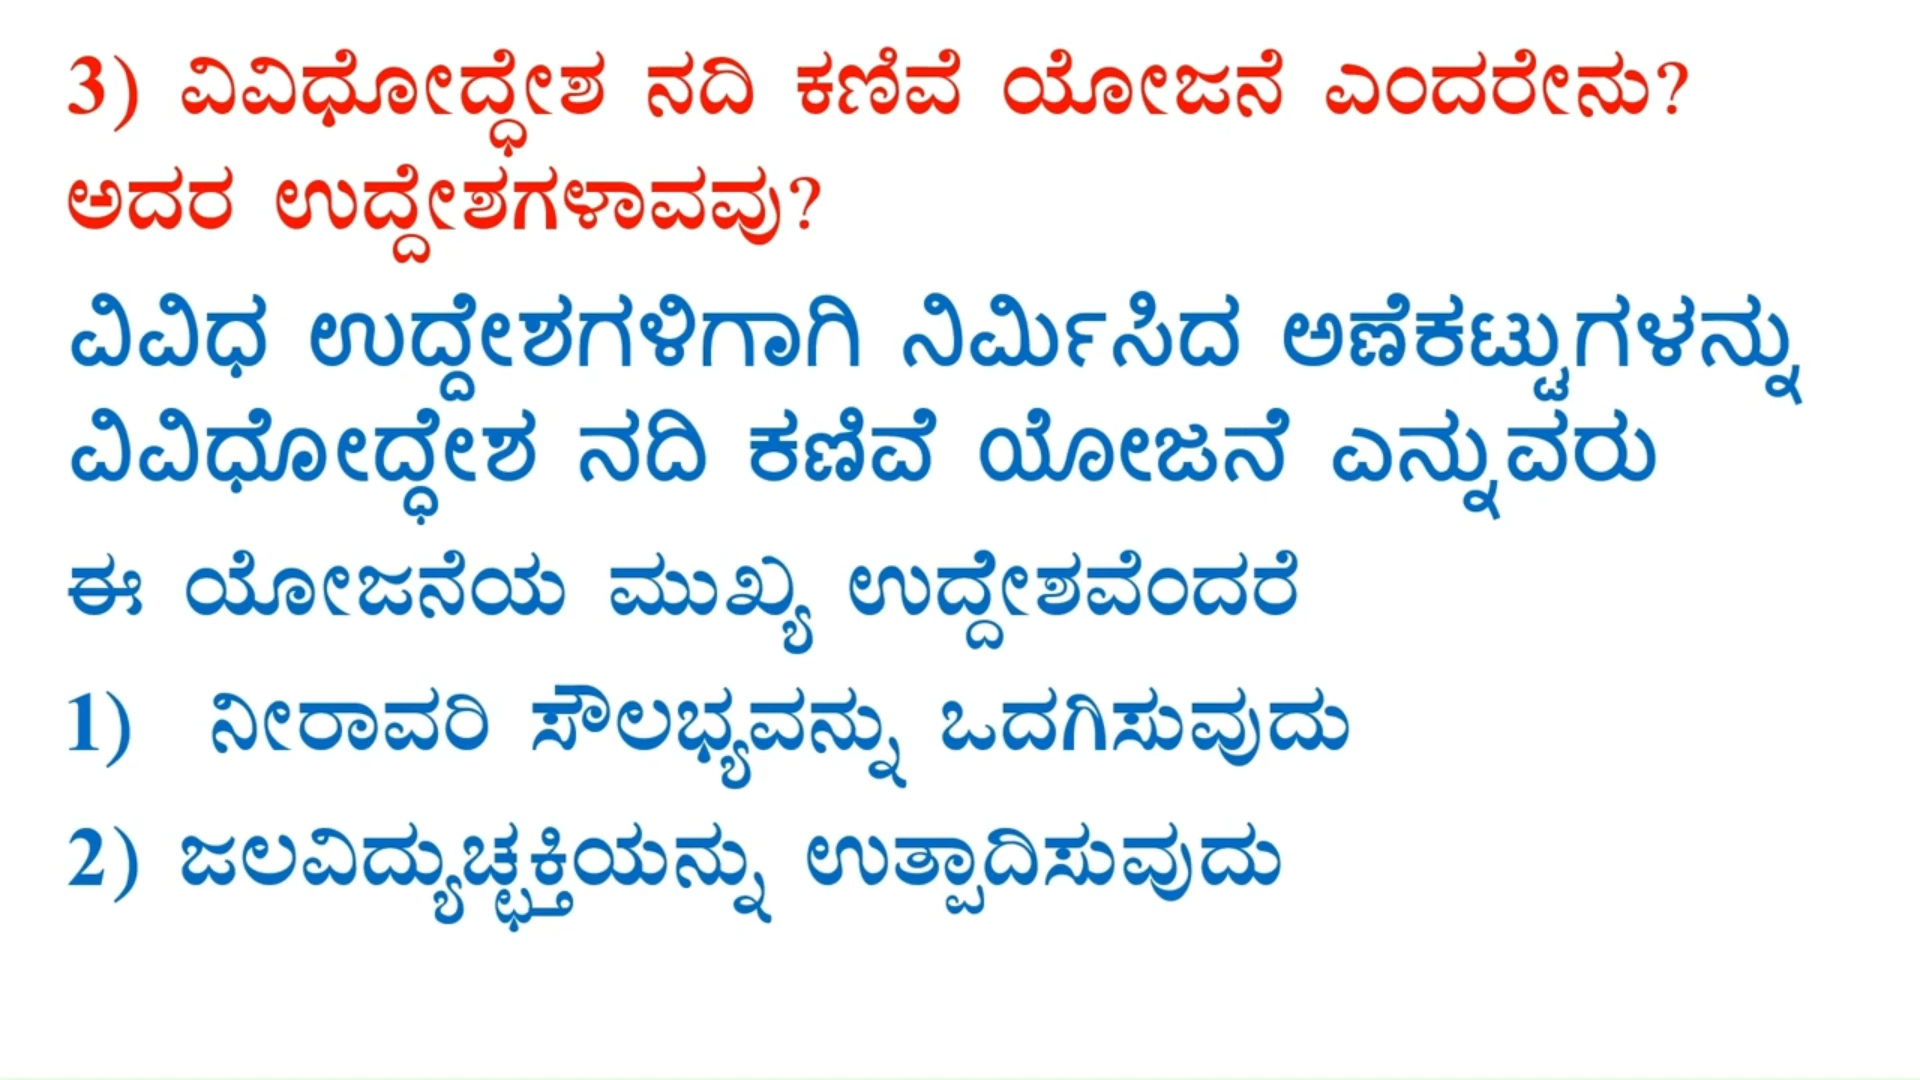 3) ವಿವಿಧೋದ್ಧೇಶ ನದಿ ಕಣಿವೆ ಯೋಜನೆ ಎಂದರೇನು?
ಅದರ ಉದ್ದೇಶಗಳಾವವು?
ವಿವಿಧ ಉದ್ದೇಶಗಳಿಗಾಗಿ ನಿರ್ಮಿಸಿದ ಅಣೆಕಟ್ಟುಗಳನ್ನು
ವಿವಿಧೋದ್ಧೇಶ ನದಿ ಕಣಿವೆ ಯೋಜನೆ ಎನ್ನುವರು
ಈ ಯೋಜನೆಯ ಮುಖ್ಯ ಉದ್ದೇಶವೆಂದರೆ
1) ನೀರಾವರಿ ಸೌಲಭ್ಯವನ್ನು ಒದಗಿಸುವುದು
2) ಜಲವಿದ್ಯುಚ್ಛಕ್ತಿಯನ್ನು ಉತ್ಪಾದಿಸುವುದು